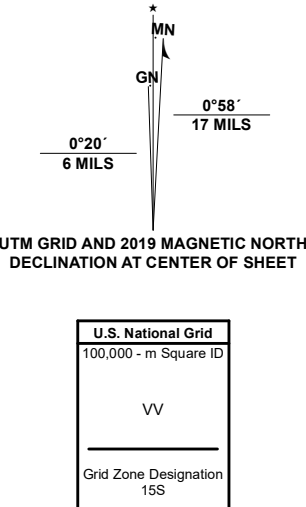 MN
GN
0°58´
17 MILS
0°20´
6 MILS
UTM GRID AND 2019 MAGNETIC NORTH
DECLINATION AT CENTER OF SHEET
U.S. National Grid
100,000 - m Square ID
VV
Grid Zone Designation
15S